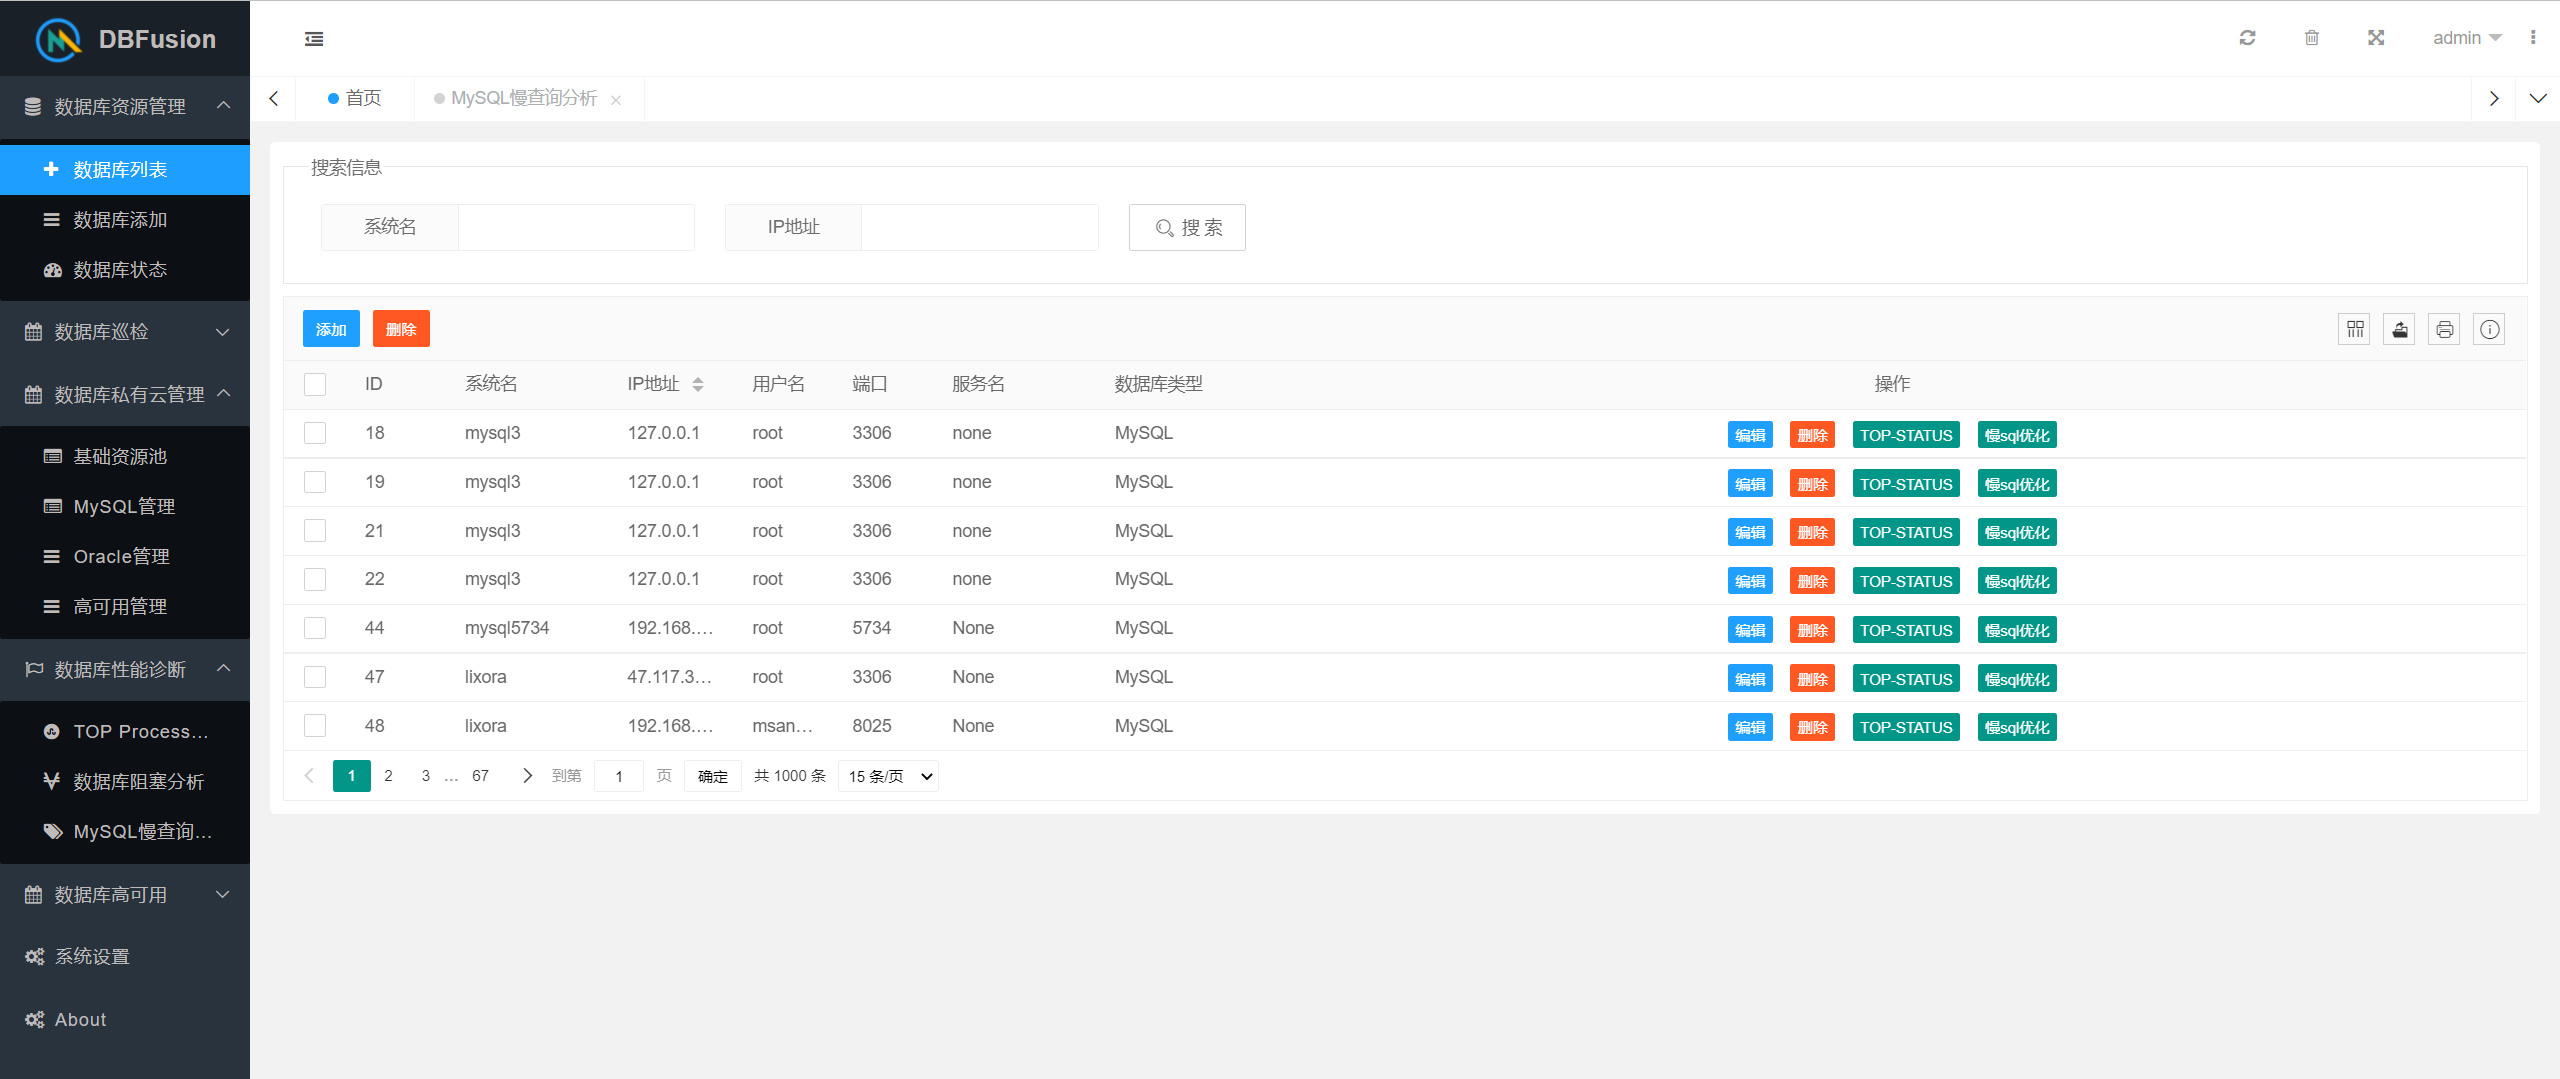 DBFusion
admin
首页
MySQL慢查询分析
数据库资源管理
数据库列表
数据库添加
数据库状态
数据库巡检
数据库私有云管理
基础资源池
MySQL管理
Oracle管理
高可用管理
数据库性能诊断
TOP Process...
数据库阻塞分析
MySQL慢查询...
数据库高可用
系统设置
About
搜索信息
系统名 IP地址 搜 索
添加 删除
ID 系统名 IP地址 用户名 端口 服务名 数据库类型 操作
18 mysql3 127.0.0.1 root 3306 none MySQL 编辑 删除 TOP-STATUS 慢sql优化
19 mysql3 127.0.0.1 root 3306 none MySQL 编辑 删除 TOP-STATUS 慢sql优化
21 mysql3 127.0.0.1 root 3306 none MySQL 编辑 删除 TOP-STATUS 慢sql优化
22 mysql3 127.0.0.1 root 3306 none MySQL 编辑 删除 TOP-STATUS 慢sql优化
44 mysql5734 192.168.... root 5734 None MySQL 编辑 删除 TOP-STATUS 慢sql优化
47 lixora 47.117.3... root 3306 None MySQL 编辑 删除 TOP-STATUS 慢sql优化
48 lixora 192.168.... msan... 8025 None MySQL 编辑 删除 TOP-STATUS 慢sql优化
1 2 3 ... 67 到第 1 页 确定 共 1000 条 15 条/页